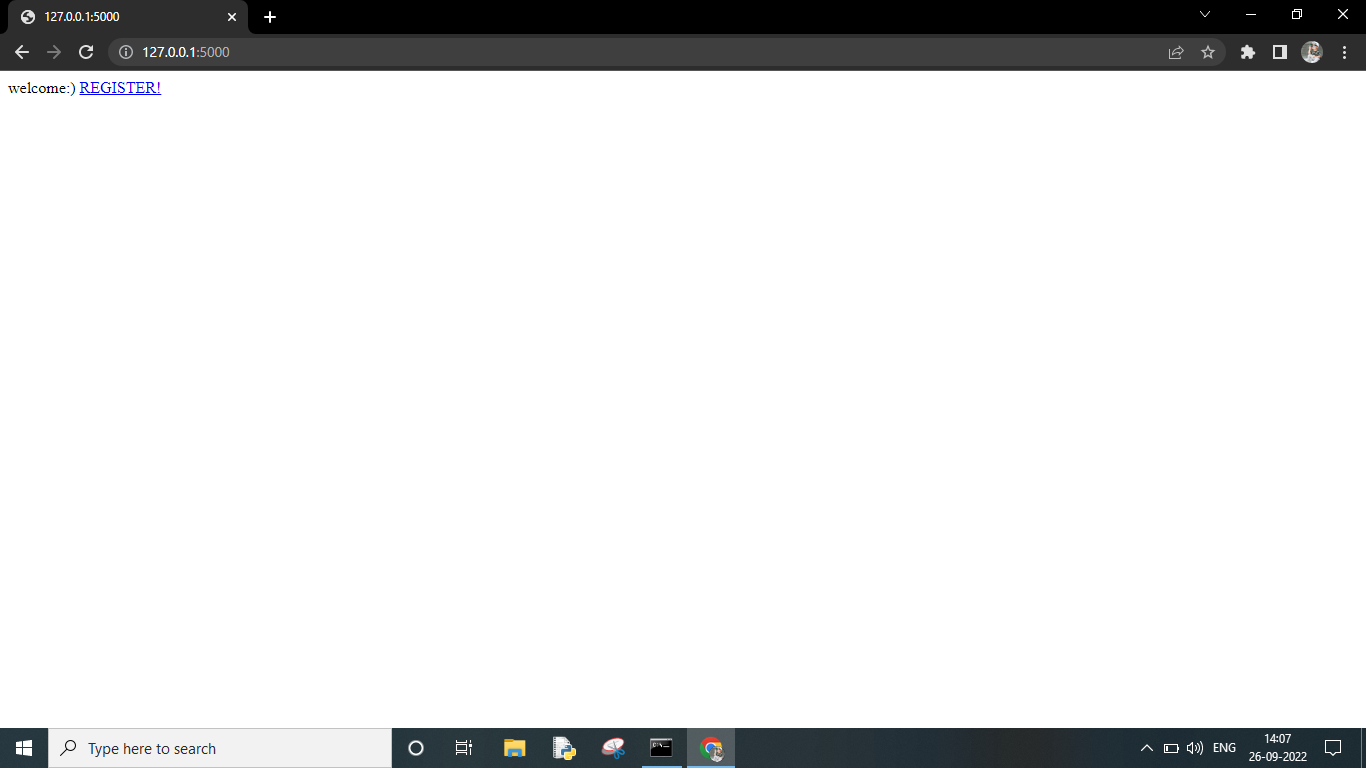 127.0.0.1:5000
127.0.0.1:5000
welcome:) REGISTER!
Type here to search
ENG
14:07
26-09-2022